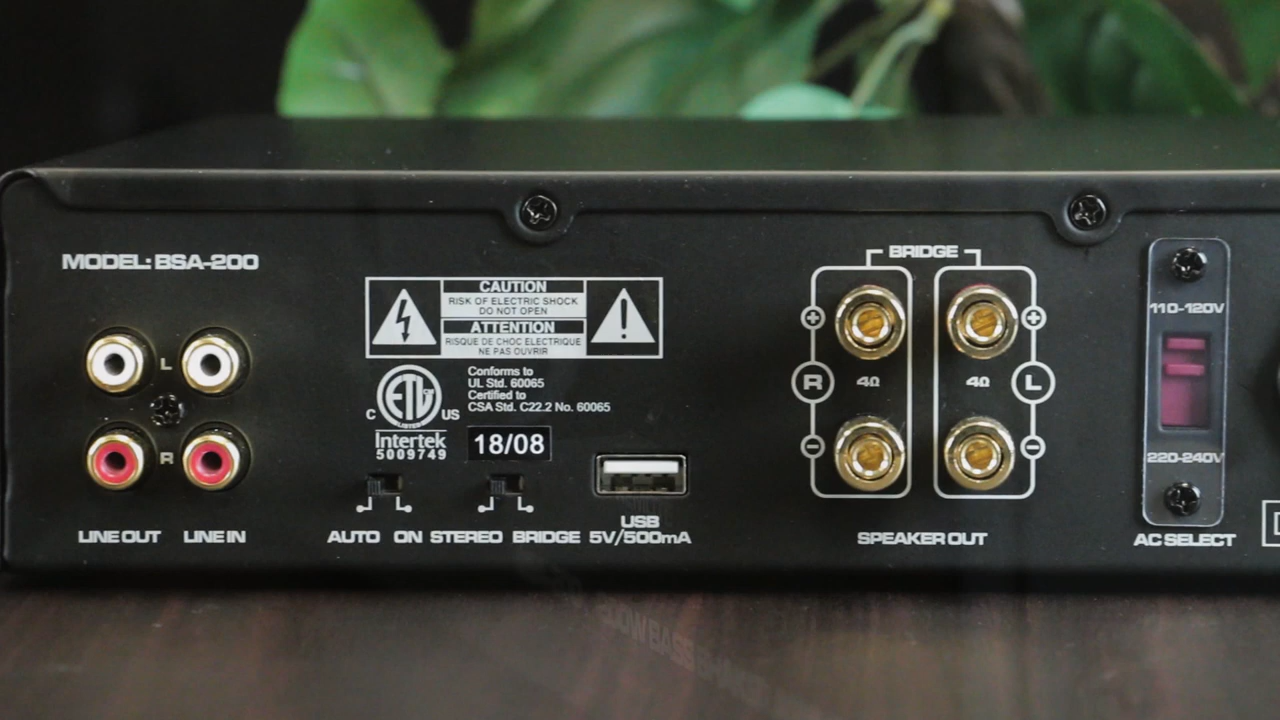 MODEL: BSA-200
BRIDGE
CAUTION
RISK OF ELECTRIC SHOCK
DO NOT OPEN
ATTENTION
RISQUE DE CHOC ELECTRIQUE
NE PAS OUVRIR
110-120V
L
R
+
+
R
4Ω
4Ω
L
-
-
C
ETL
US
LISTED
Intertek
5009749
Conforms to
UL Std. 60065
Certified to
CSA Std. C22.2 No. 60065
18/08
220-240V
LINE OUT
LINE IN
AUTO ON
STEREO BRIDGE
USB
5V/500mA
SPEAKER OUT
AC SELECT